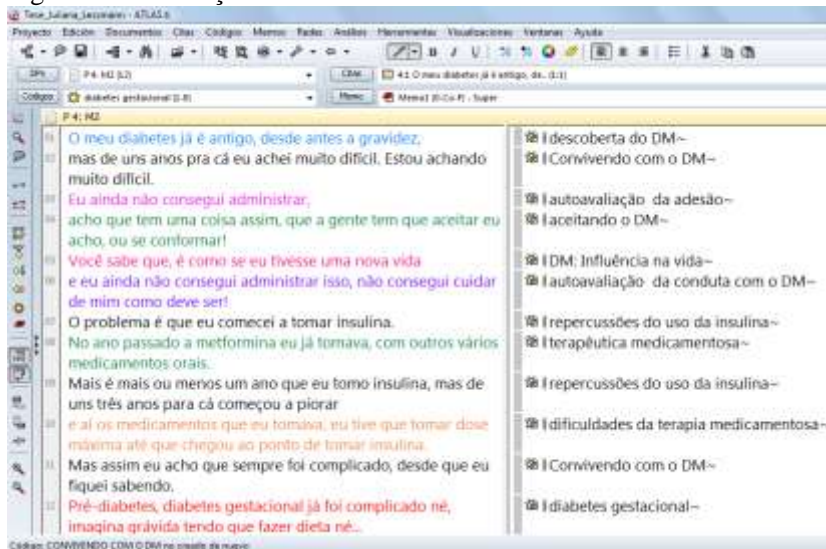 Tese_Juliana_Lessmann - ATLAS.ti
Proyecto Edición Documentos Citas Códigos Memos Redes Análisis Herramientas Visualizaciones Ventanas Ayuda
P 4: M2
Códigos diabetes gestacional Memo
P 4: M2
O meu diabetes já é antigo, desde antes a gravidez, descoberta do DM~
mas de uns anos pra cá eu achei muito difícil. Estou achando Convivendo com o DM~
muito difícil.
Eu ainda não consegui administrar, autoavaliação da adesão~
acho que tem uma coisa assim, que a gente tem que aceitar eu aceitando o DM~
acho, ou se conformar!
Você sabe que, é como se eu tivesse uma nova vida DM: Influência na vida~
e eu ainda não consegui administrar isso, não consegui cuidar autoavaliação da conduta com o DM~
de mim como deve ser!
O problema é que eu comecei a tomar insulina. repercussões do uso da insulina~
No ano passado a metformina eu já tomava, com outros vários terapêutica medicamentosa~
medicamentos orais.
Mais é mais ou menos um ano que eu tomo insulina, mas de repercussões do uso da insulina~
uns três anos para cá começou a piorar
e aí os medicamentos que eu tomava, eu tive que tomar dose dificuldades da terapia medicamentosa~
máxima até que chegou ao ponto de tomar insulina.
Mas assim eu acho que sempre foi complicado, desde que eu Convivendo com o DM~
fiquei sabendo.
Pré-diabetes, diabetes gestacional já foi complicado né, diabetes gestacional~
imagina grávida tendo que fazer dieta né...